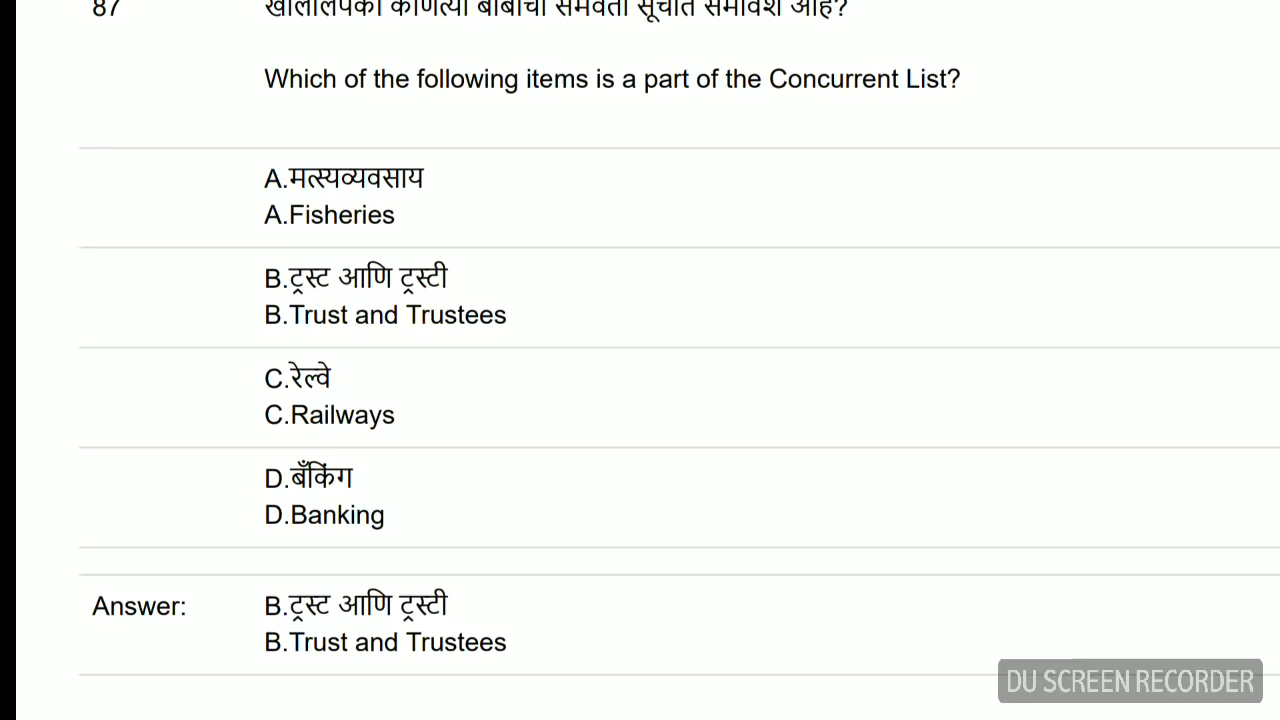 87 खालीलपैकी कोणत्या बाबीचा समवर्ती सूचीत समावेश आहे?
Which of the following items is a part of the Concurrent List?
A.मत्स्यव्यवसाय
A.Fisheries
B.ट्रस्ट आणि ट्रस्टी
B.Trust and Trustees
C.रेल्वे
C.Railways
D.बँकिंग
D.Banking
Answer: B.ट्रस्ट आणि ट्रस्टी
B.Trust and Trustees
DU SCREEN RECORDER